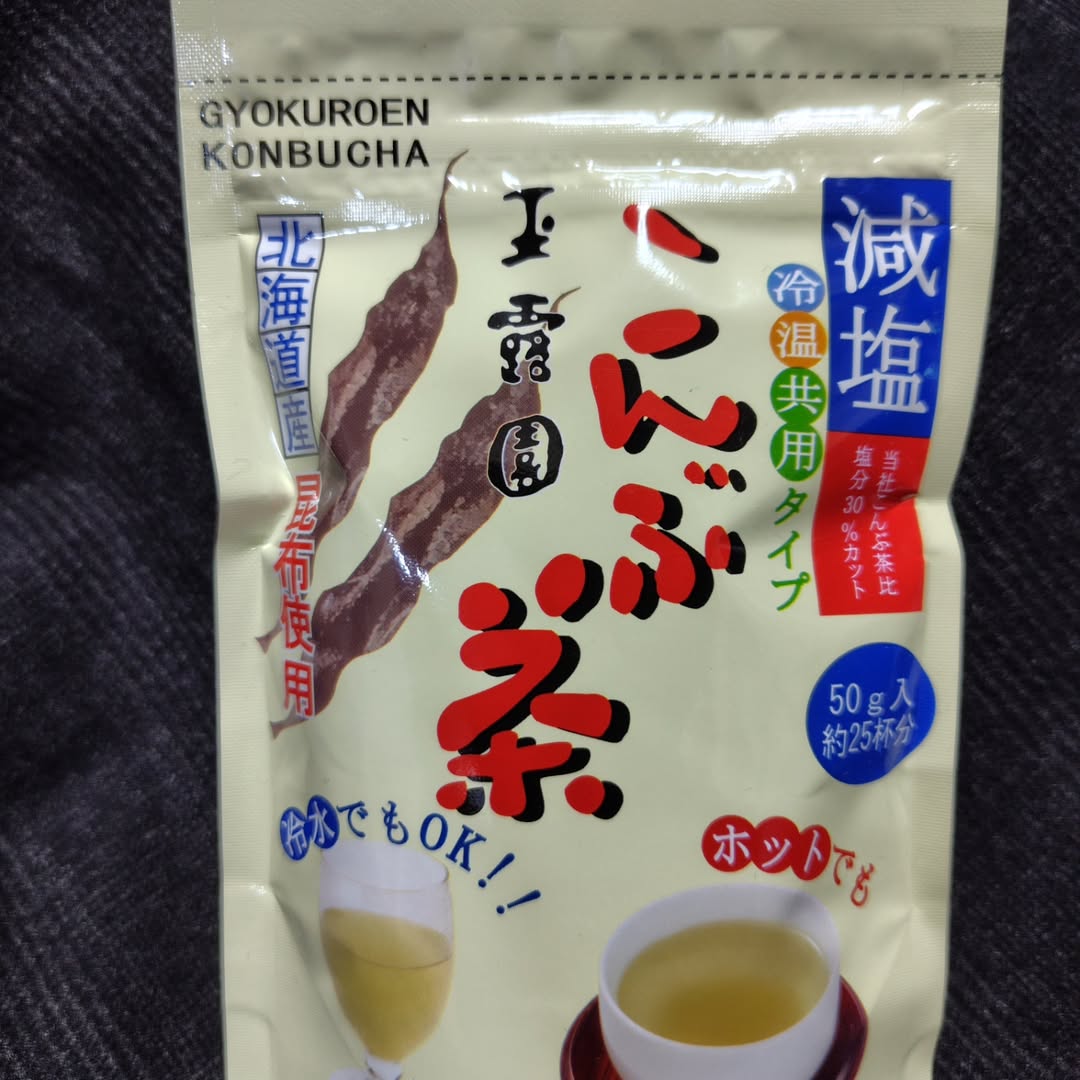 GYOKUROEN
KONBUCHA
減塩
当社こんぶ茶比
塩分30%カット
冷温共用タイプ
こんぶ茶
玉露園
北海道産
昆布使用
50g入
約25杯分
冷水でもOK!!
ホットでも